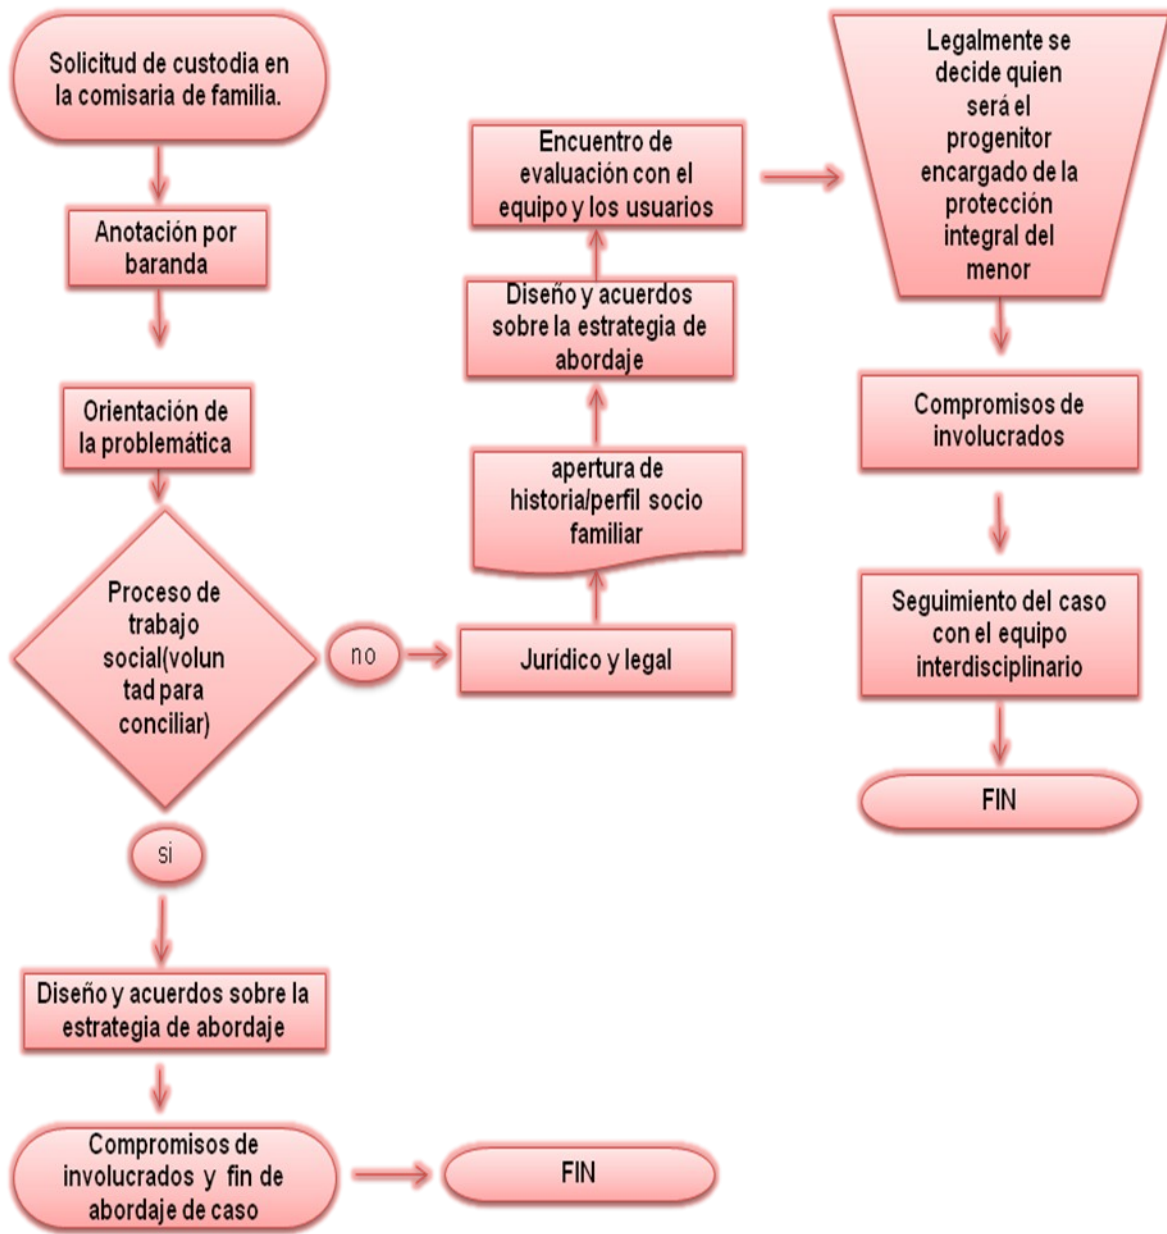 Solicitud de custodia en
la comisaria de familia.
Anotación por
baranda
Orientación de
la problemática
Proceso de
trabajo
social(volun
tad para
conciliar)
no
si
Diseño y acuerdos sobre la
estrategia de abordaje
Compromisos de
involucrados y fin de
abordaje de caso
FIN
Jurídico y legal
apertura de
historia/perfil socio
familiar
Diseño y acuerdos
sobre la estrategia de
abordaje
Encuentro de
evaluación con el
equipo y los usuarios
Legalmente se
decide quien
será el
progenitor
encargado de la
protección
integral del
menor
Compromisos de
involucrados
Seguimiento del caso
con el equipo
interdisciplinario
FIN